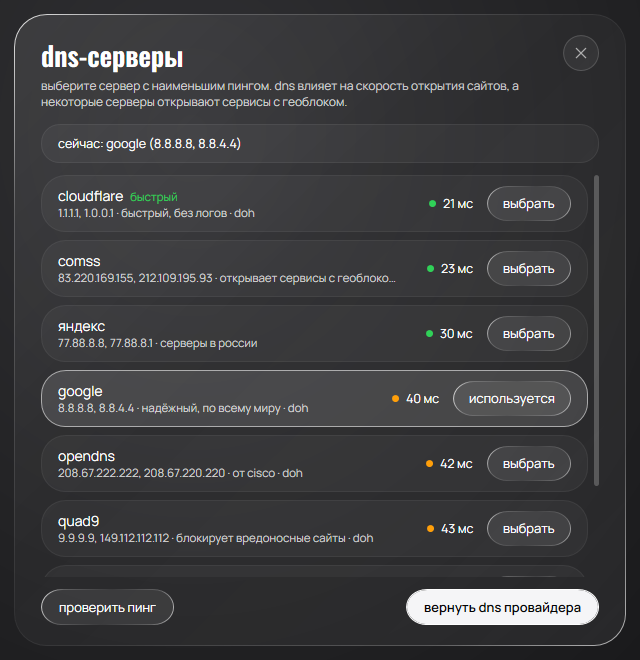 dns-серверы
выберите сервер с наименьшим пингом. dns влияет на скорость открытия сайтов, а
некоторые серверы открывают сервисы с геоблоком.
сейчас: google (8.8.8.8, 8.8.4.4)
cloudflare быстрый
1.1.1.1, 1.0.0.1 · быстрый, без логов · doh
21 мс
выбрать
comss
83.220.169.155, 212.109.195.93 · открывает сервисы с геоблоко...
23 мс
выбрать
яндекс
77.88.8.8, 77.88.8.1 · серверы в россии
30 мс
выбрать
google
8.8.8.8, 8.8.4.4 · надёжный, по всему миру · doh
40 мс
используется
opendns
208.67.222.222, 208.67.220.220 · от cisco · doh
42 мс
выбрать
quad9
9.9.9.9, 149.112.112.112 · блокирует вредоносные сайты · doh
43 мс
выбрать
проверить пинг
вернуть dns провайдера